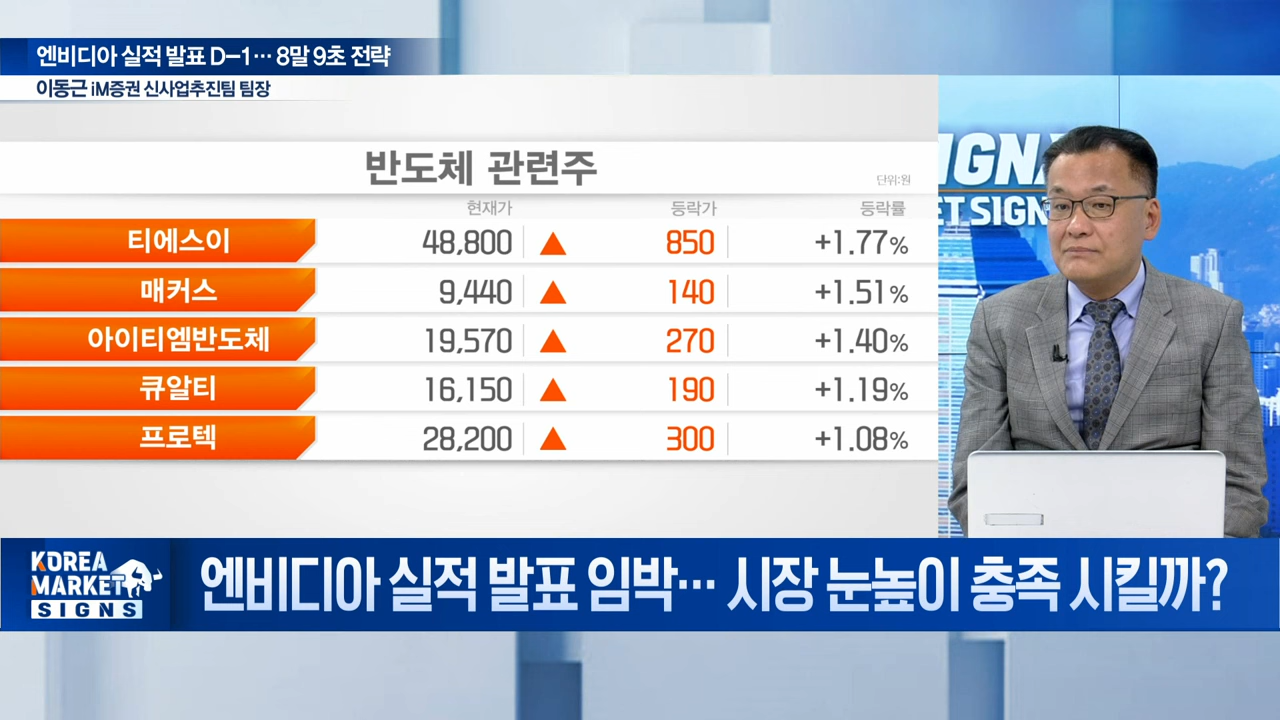 엔비디아 실적 발표 D-1… 8말 9초 전략
이동근 iM증권 신사업추진팀 팀장
반도체 관련주
단위:원
현재가 등락가 등락률
티에스이 48,800 ▲ 850 +1.77%
매커스 9,440 ▲ 140 +1.51%
아이티엠반도체 19,570 ▲ 270 +1.40%
큐알티 16,150 ▲ 190 +1.19%
프로텍 28,200 ▲ 300 +1.08%
IGN
ET SIGN
KOREA
MARKET
SIGNS
엔비디아 실적 발표 임박… 시장 눈높이 충족 시킬까?